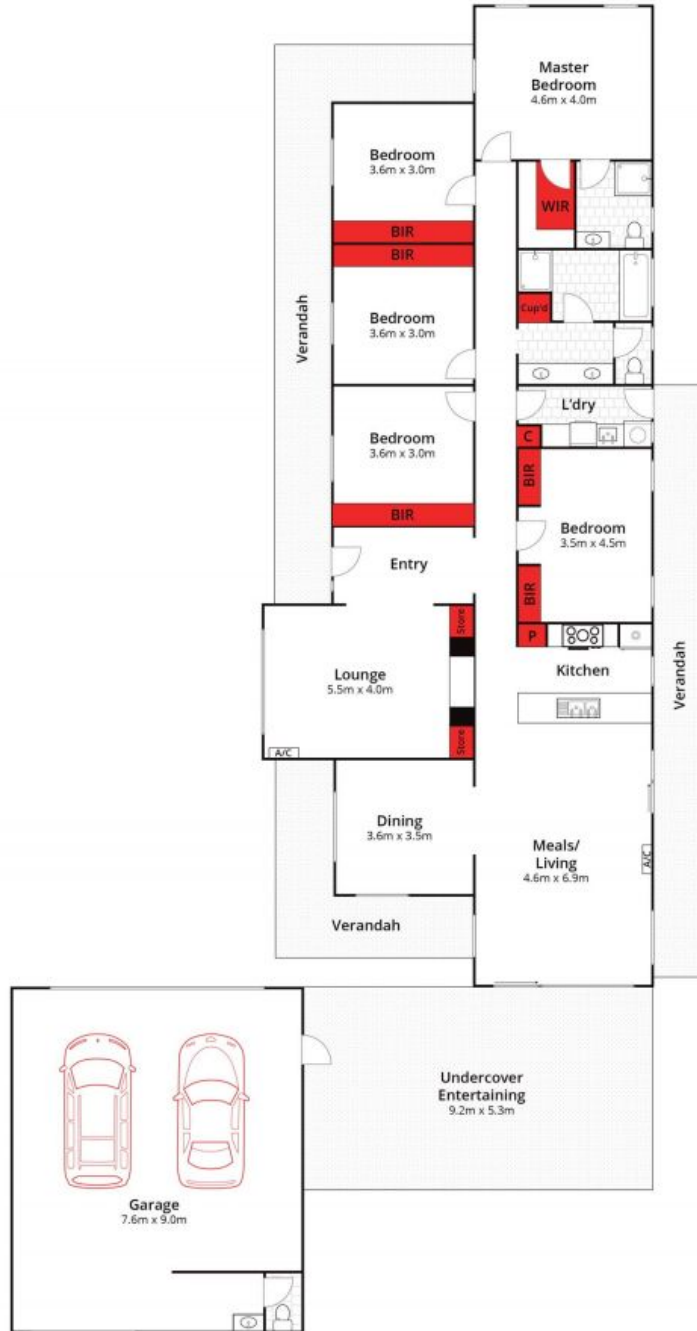 Master
Bedroom
4.6m x 4.0m
Bedroom
3.6m x 3.0m
WIR
BIR
BIR
Cup'd
Verandah
Bedroom
3.6m x 3.0m
L'dry
Bedroom
3.6m x 3.0m
C
BIR
BIR
Bedroom
3.5m x 4.5m
Entry
BIR
Store
P
Kitchen
Lounge
5.5m x 4.0m
Verandah
Store
A/C
Dining
3.6m x 3.5m
Meals/
Living
4.6m x 6.9m
A/C
Verandah
Undercover
Entertaining
9.2m x 5.3m
Garage
7.6m x 9.0m